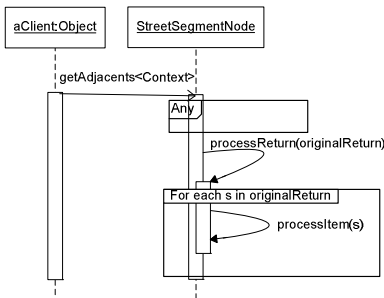 aClient:Object
StreetSegmentNode
getAdjacents<Context>
Any
processReturn(originalReturn)
For each s in originalReturn
processItem(s)